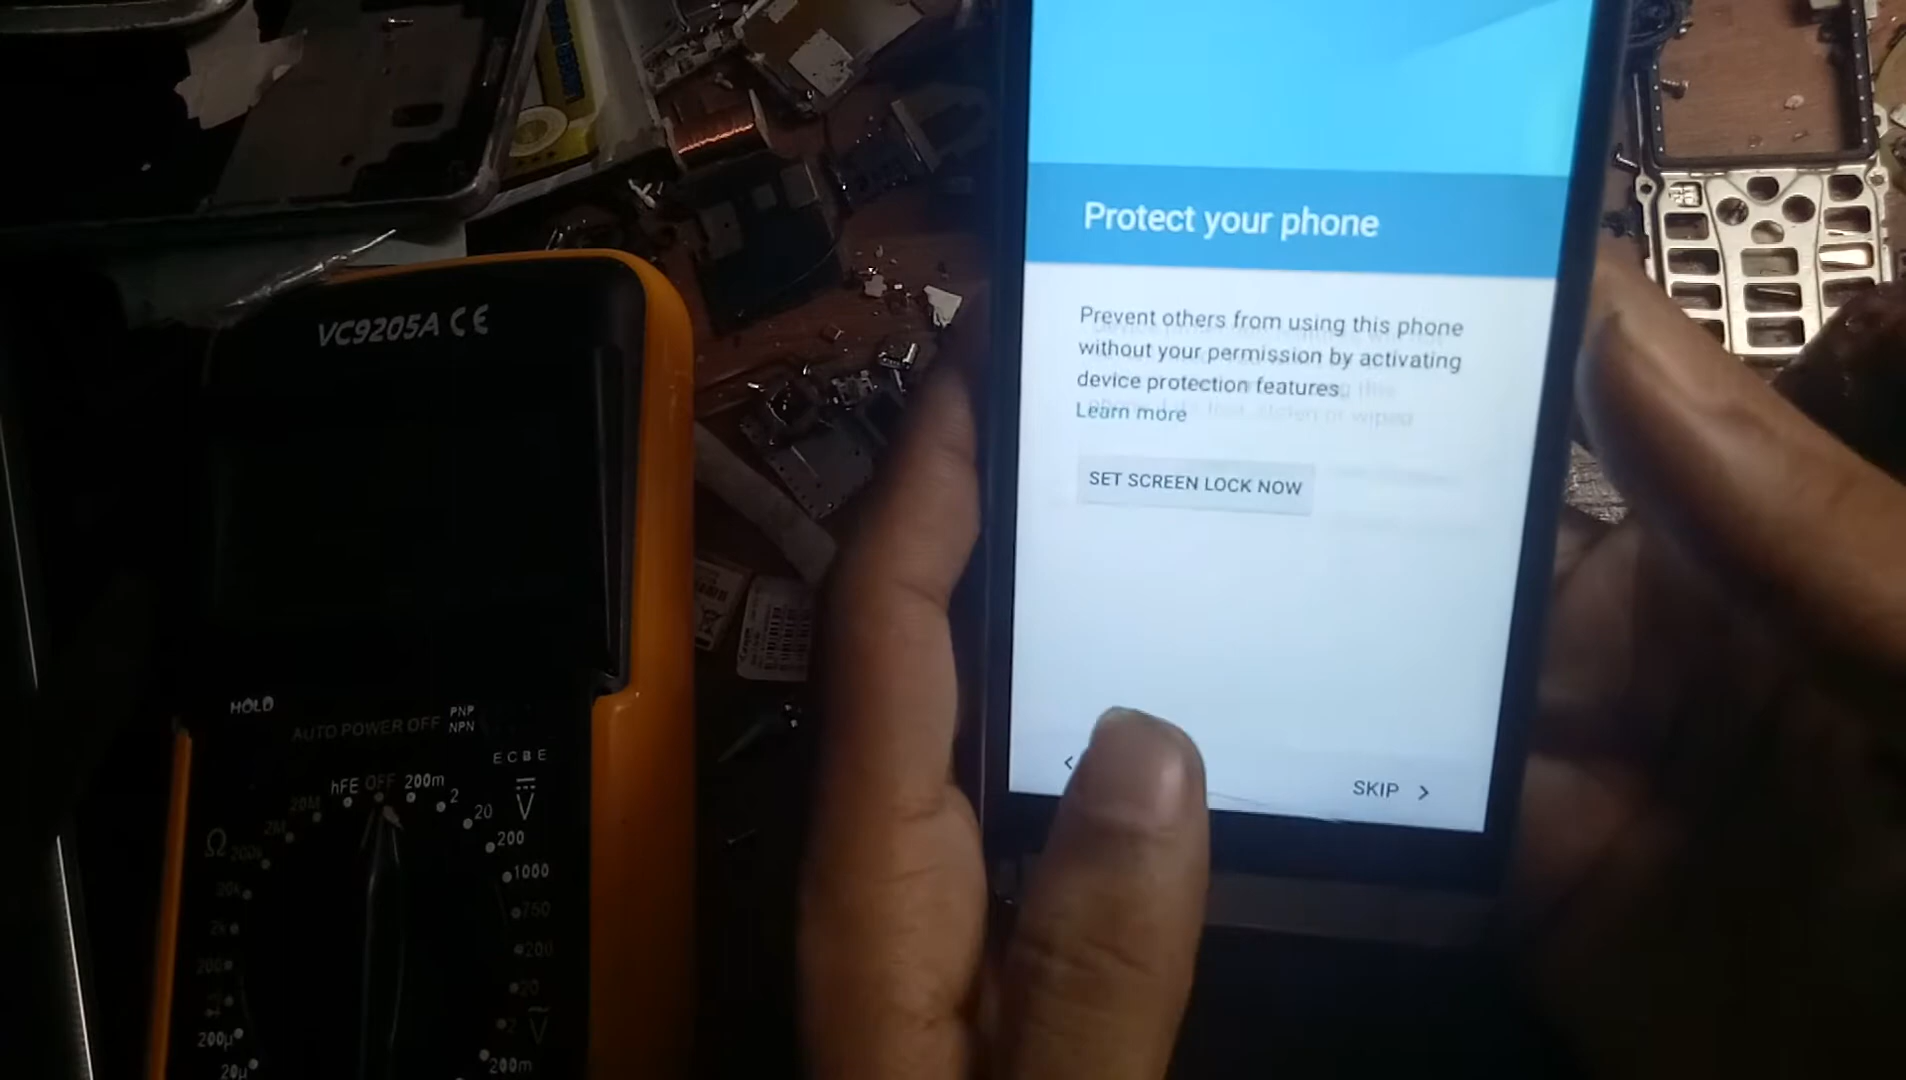 VC9205A CE
HOLD
AUTO POWER OFF
PNP
NPN
E C B E
hFE OFF 200m
2
20
200
1000
750
200
20
2
200m
V
V
Ω
20M
2M
200k
20k
2k
200
200µ
20µ
Protect your phone
Prevent others from using this phone
without your permission by activating
device protection features
Learn more
SET SCREEN LOCK NOW
<
SKIP >